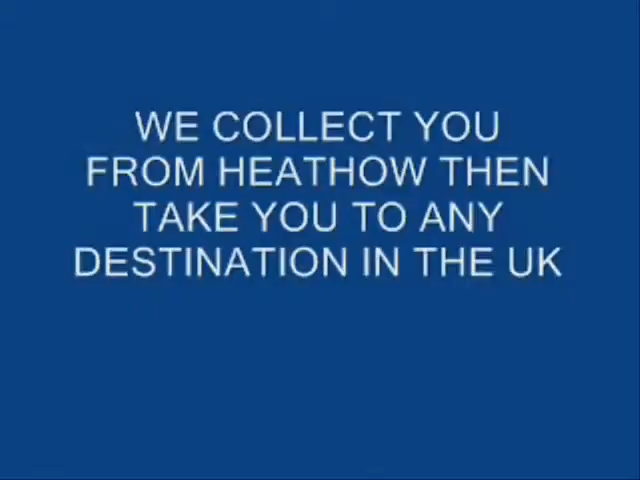 WE COLLECT YOU
FROM HEATHOW THEN
TAKE YOU TO ANY
DESTINATION IN THE UK